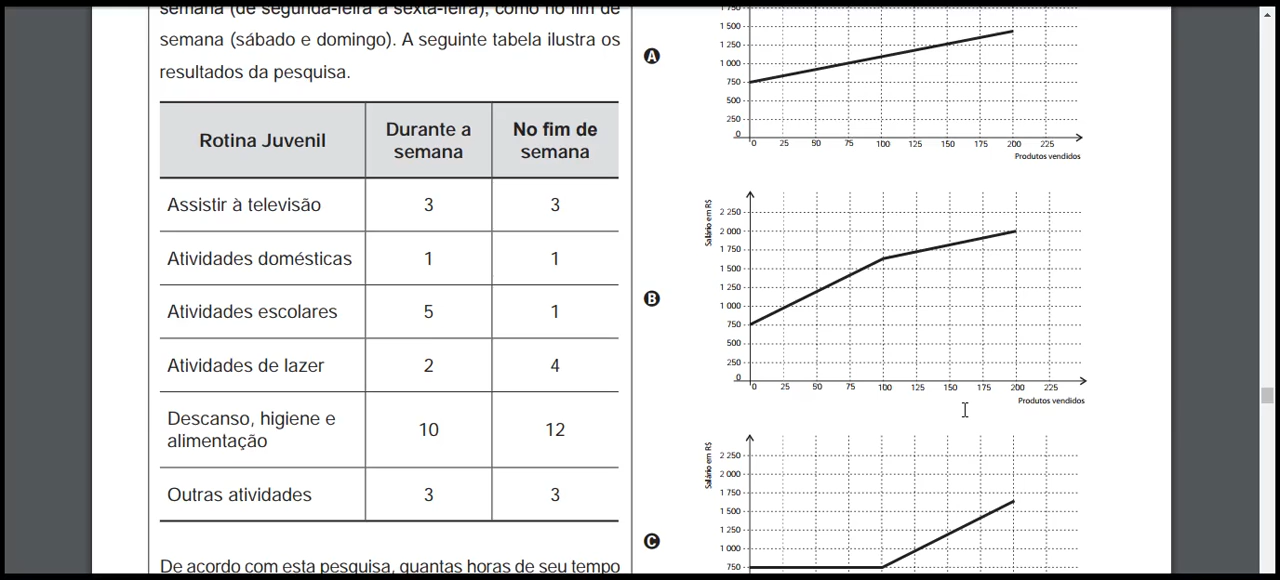 semana (de segunda-feira a sexta-feira), como no fim de
semana (sábado e domingo). A seguinte tabela ilustra os
resultados da pesquisa.
Rotina Juvenil Durante a semana No fim de semana
Assistir à televisão 3 3
Atividades domésticas 1 1
Atividades escolares 5 1
Atividades de lazer 2 4
Descanso, higiene e alimentação 10 12
Outras atividades 3 3
De acordo com esta pesquisa, quantas horas de seu tempo
A
1 750
1 500
1 250
1 000
750
500
250
0
0 25 50 75 100 125 150 175 200 225
Produtos vendidos
B
Salário em R$
2 250
2 000
1 750
1 500
1 250
1 000
750
500
250
0
0 25 50 75 100 125 150 175 200 225
Produtos vendidos
C
Salário em R$
2 250
2 000
1 750
1 500
1 250
1 000
750